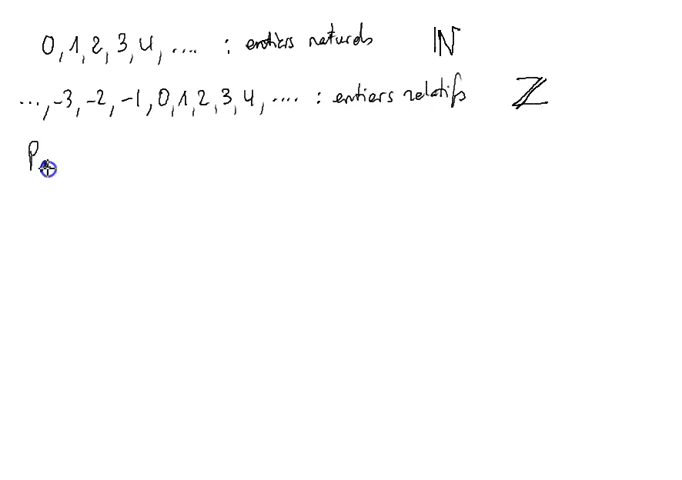 0, 1, 2, 3, 4, .... : entiers naturels ℕ
..., -3, -2, -1, 0, 1, 2, 3, 4, .... : entiers relatifs ℤ
P